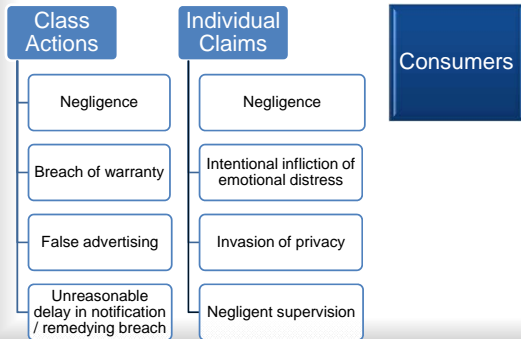 Class
Actions
Negligence
Breach of warranty
False advertising
Unreasonable
delay in notification
/ remedying breach
Individual
Claims
Negligence
Intentional infliction of
emotional distress
Invasion of privacy
Negligent supervision
Consumers